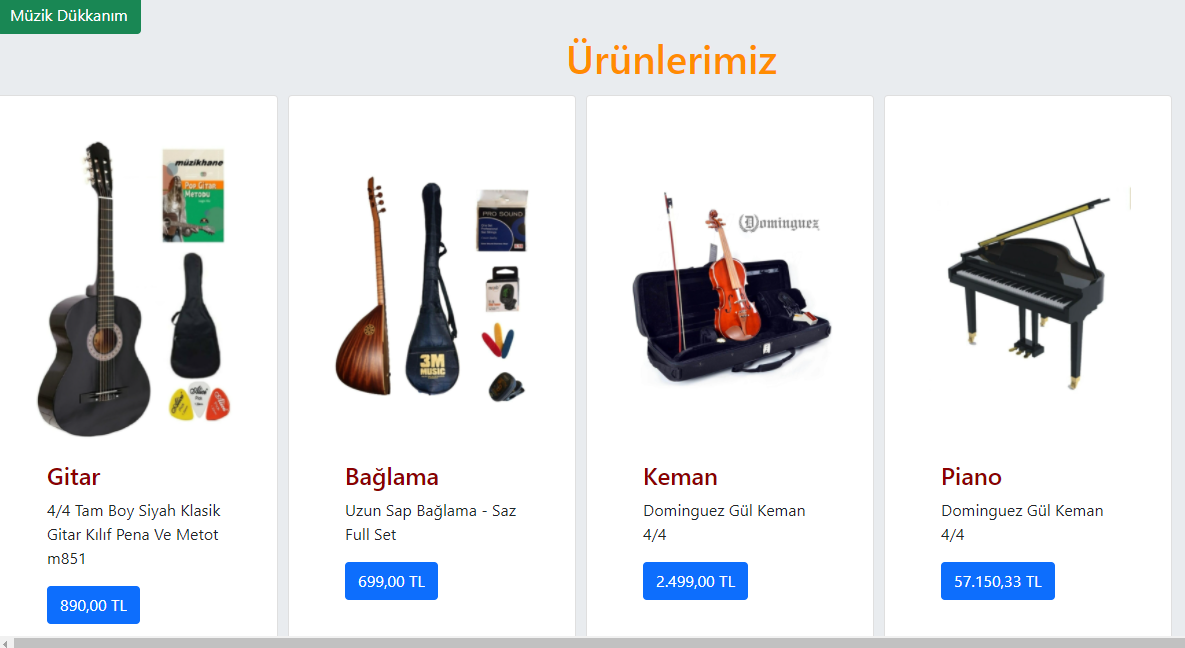 Müzik Dükkanım
Ürünlerimiz
müzikhane
Pop Gitar
Metodu
PRO SOUND
3M
MUSIC
Dominguez
Gitar
4/4 Tam Boy Siyah Klasik
Gitar Kılıf Pena Ve Metot
m851
890,00 TL
Bağlama
Uzun Sap Bağlama - Saz
Full Set
699,00 TL
Keman
Dominguez Gül Keman
4/4
2.499,00 TL
Piano
Dominguez Gül Keman
4/4
57.150,33 TL